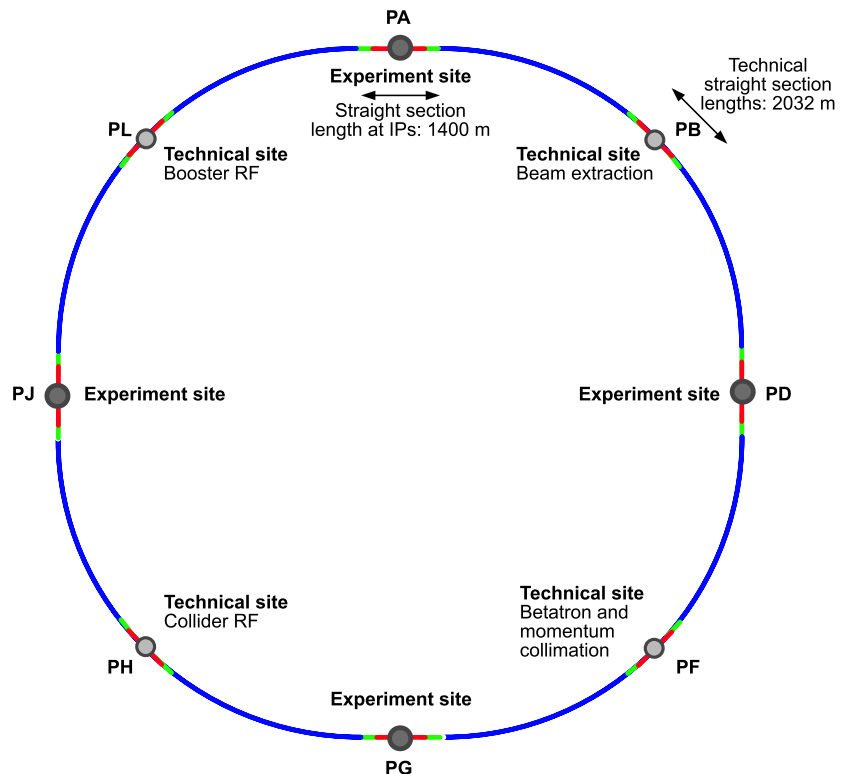 PA
Experiment site
Straight section
length at IPs: 1400 m
Technical
straight section
lengths: 2032 m
PL
Technical site
Booster RF
PB
Technical site
Beam extraction
PJ
Experiment site
Experiment site
PD
Technical site
Collider RF
PH
Technical site
Betatron and
momentum
collimation
PF
Experiment site
PG